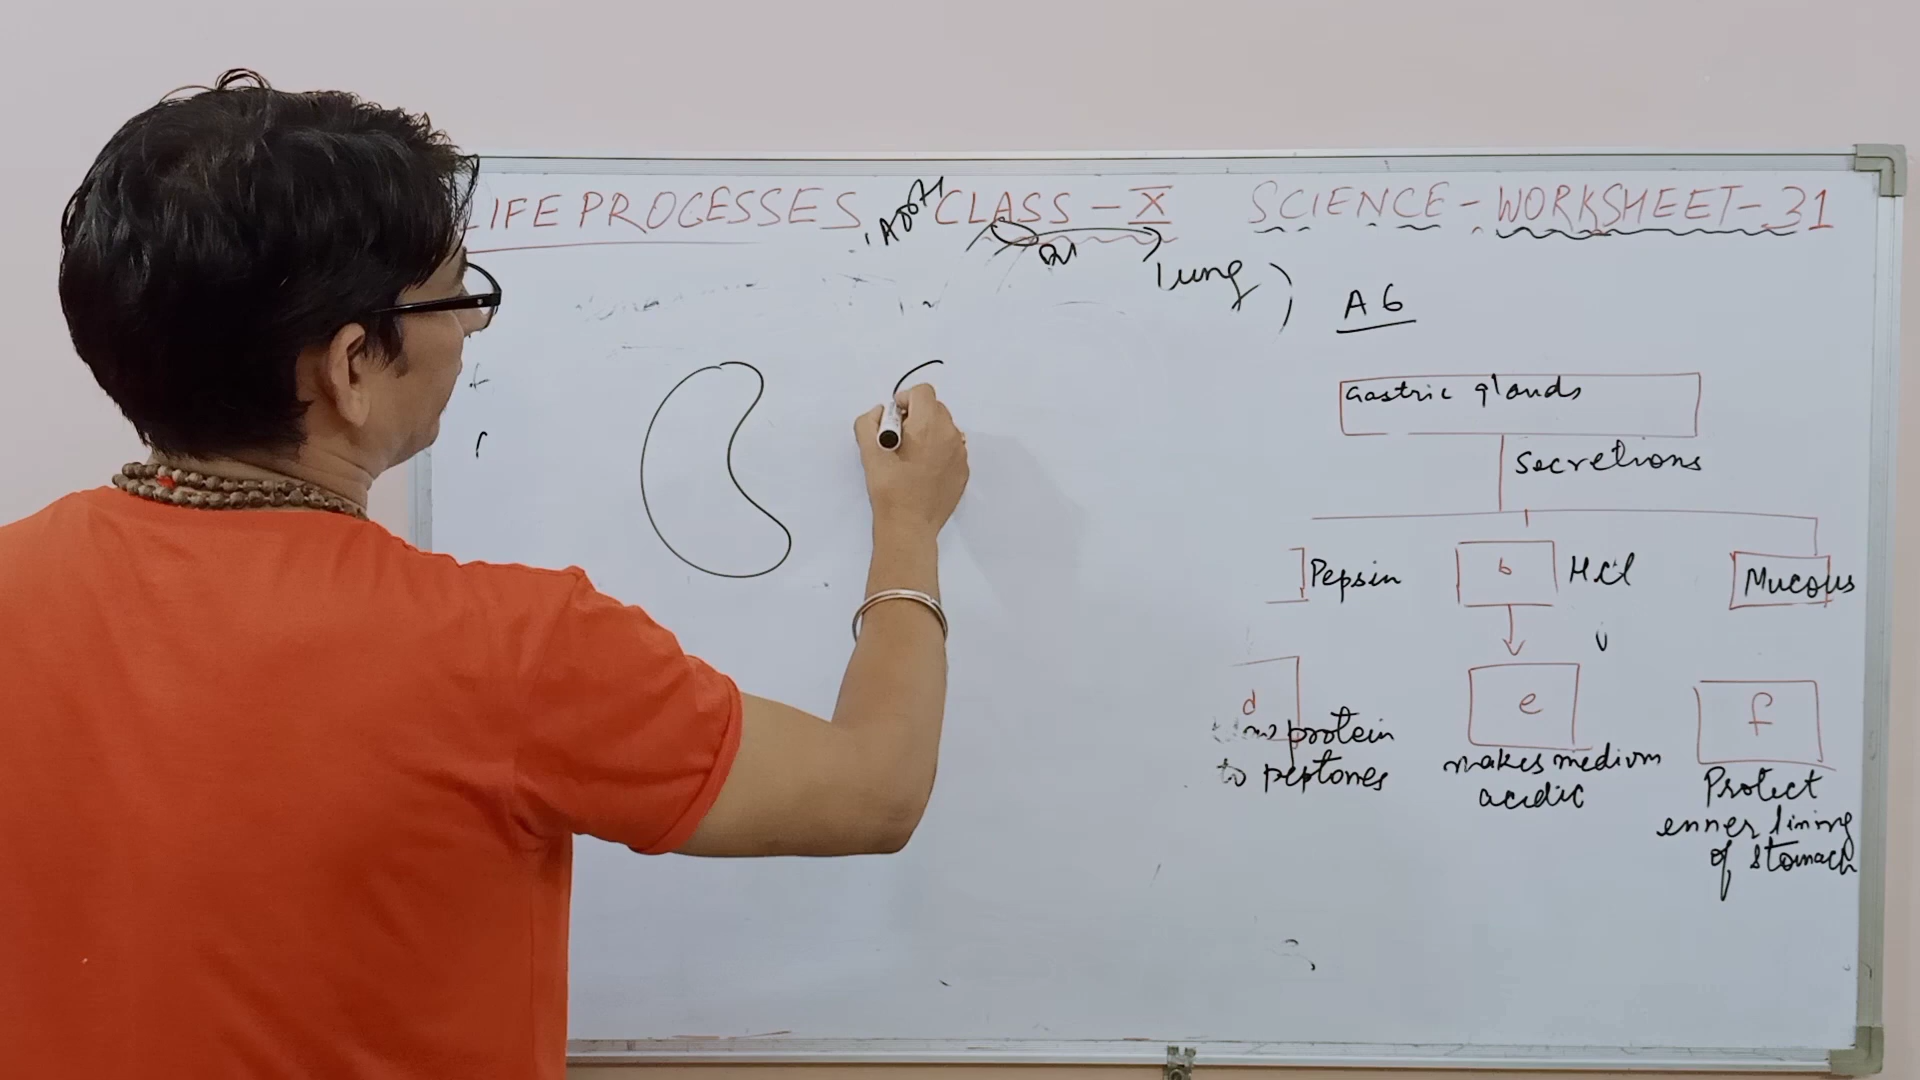 LIFE PROCESSES CLASS - X SCIENCE - WORKSHEET - 31
lung
A 6
Gastric glands
Secretions
Pepsin
b HCl
Mucous
d
protein
to peptones
e
makes medium
acidic
f
Protect
enner lining
of stomach